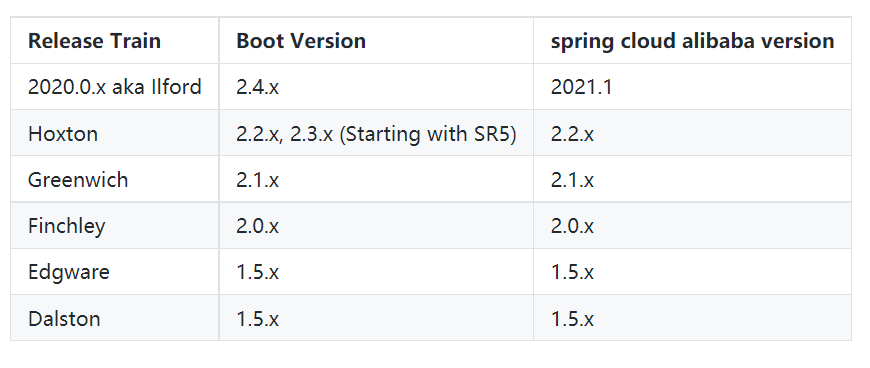 Release Train Boot Version spring cloud alibaba version
2020.0.x aka Ilford 2.4.x 2021.1
Hoxton 2.2.x, 2.3.x (Starting with SR5) 2.2.x
Greenwich 2.1.x 2.1.x
Finchley 2.0.x 2.0.x
Edgware 1.5.x 1.5.x
Dalston 1.5.x 1.5.x